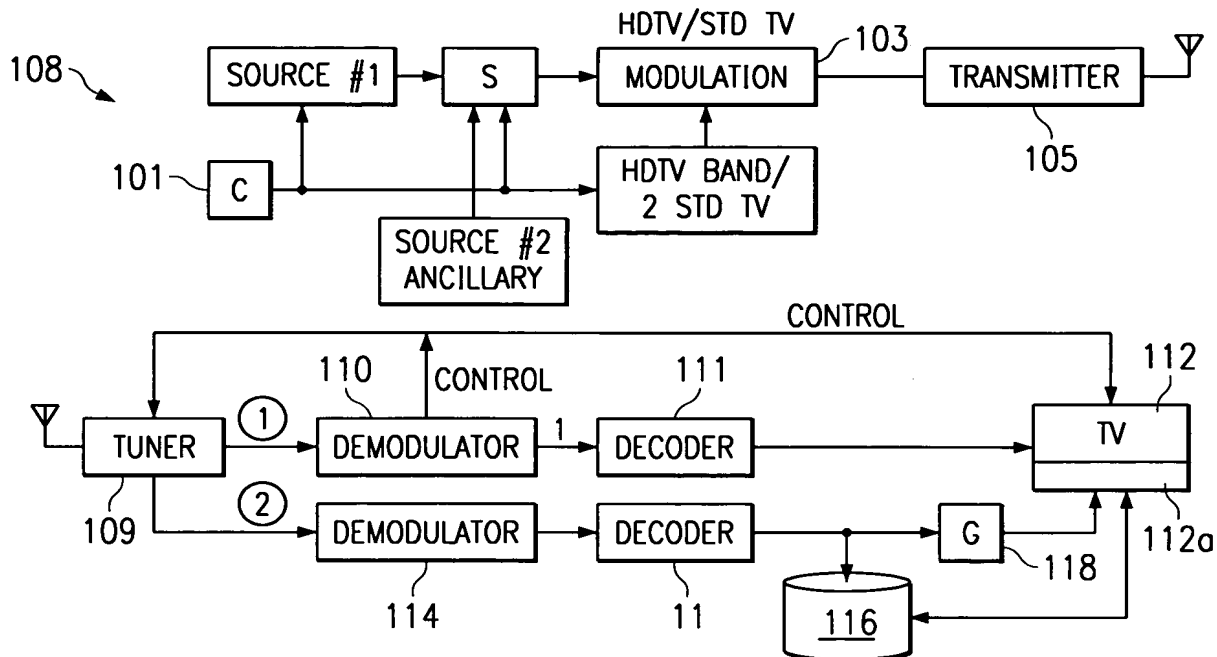 HDTV/STD TV
103
108
SOURCE #1
S
MODULATION
TRANSMITTER
105
101
C
HDTV BAND/
2 STD TV
SOURCE #2
ANCILLARY
CONTROL
110
CONTROL
111
112
1
TUNER
DEMODULATOR
1
DECODER
TV
109
2
DEMODULATOR
DECODER
G
112a
118
114
11
116